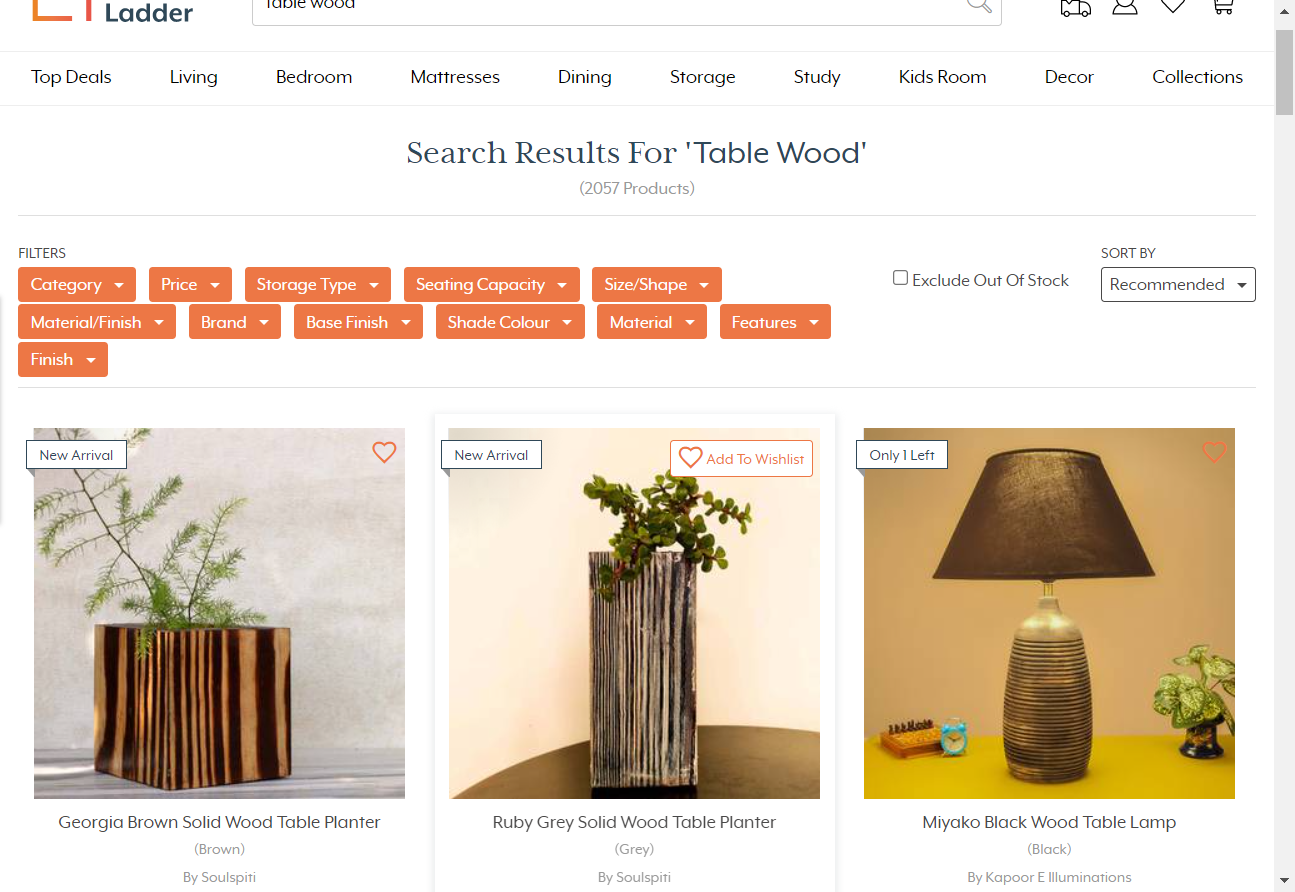 Ladder
Table wood
Top Deals Living Bedroom Mattresses Dining Storage Study Kids Room Decor Collections
Search Results For 'Table Wood'
(2057 Products)
FILTERS
SORT BY
Category Price Storage Type Seating Capacity Size/Shape
Exclude Out Of Stock
Recommended
Material/Finish Brand Base Finish Shade Colour Material Features
Finish
New Arrival
New Arrival
Add To Wishlist
Only 1 Left
Georgia Brown Solid Wood Table Planter
(Brown)
By Soulspiti
Ruby Grey Solid Wood Table Planter
(Grey)
By Soulspiti
Miyako Black Wood Table Lamp
(Black)
By Kapoor E Illuminations